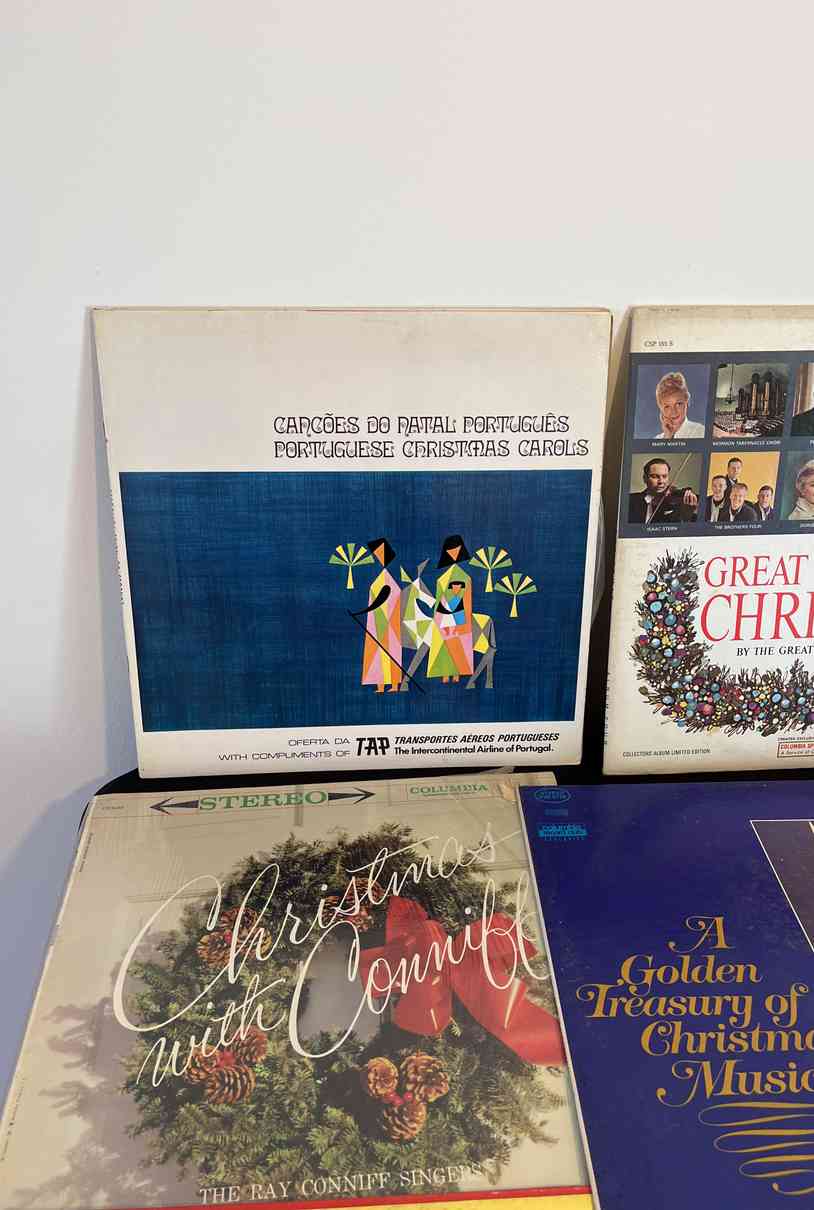 CANÇÕES DO NATAL PORTUGUÊS
PORTUGUESE CHRISTMAS CAROLS
OFERTA DA
WITH COMPLIMENTS OF
TAP
TRANSPORTES AÉREOS PORTUGUESES
The Intercontinental Airline of Portugal.
MARY MARTIN
MORMON TABERNACLE CHOIR
ISAAC STERN
THE BROTHERS FOUR
GREAT
CHRI
BY THE GREAT
COLLECTORS' ALBUM LIMITED EDITION
STEREO
COLUMBIA
Christmas
with Conniff
THE RAY CONNIFF SINGERS
columbia
A
Golden
Treasury of
Christma
Music